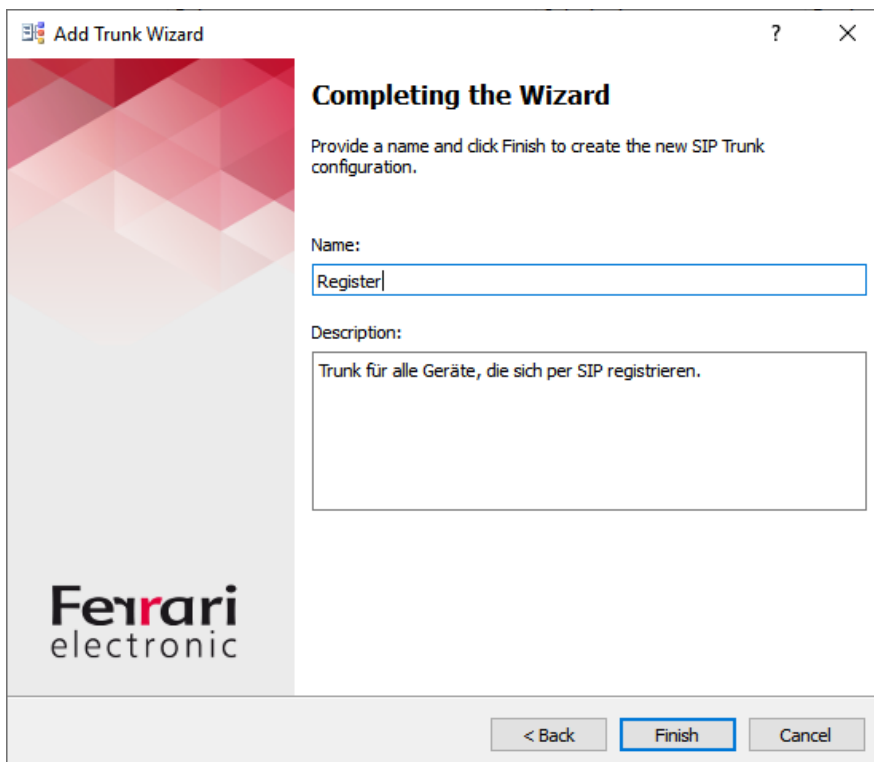 Add Trunk Wizard
?
Completing the Wizard
Provide a name and click Finish to create the new SIP Trunk
configuration.
Name:
Register
Description:
Trunk für alle Geräte, die sich per SIP registrieren.
Ferrari
electronic
< Back
Finish
Cancel